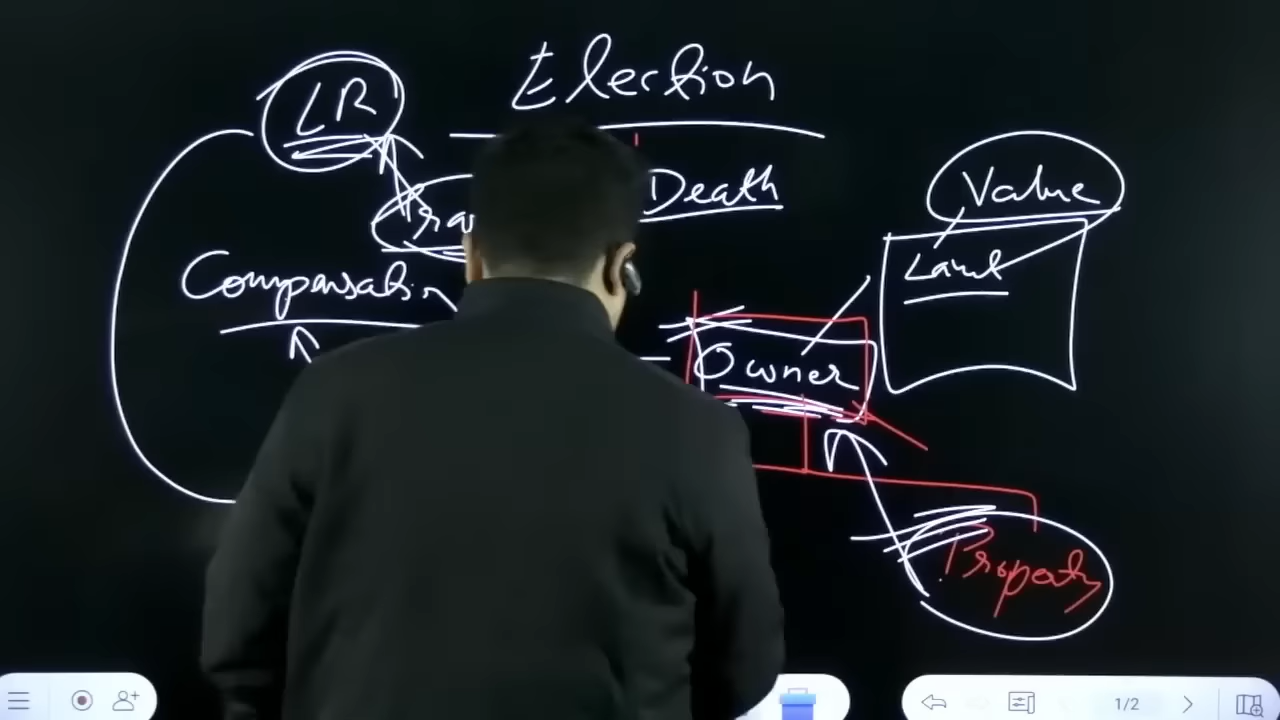 Election
LR
Death
Value
Land
Compensation
Owner
Property
1/2